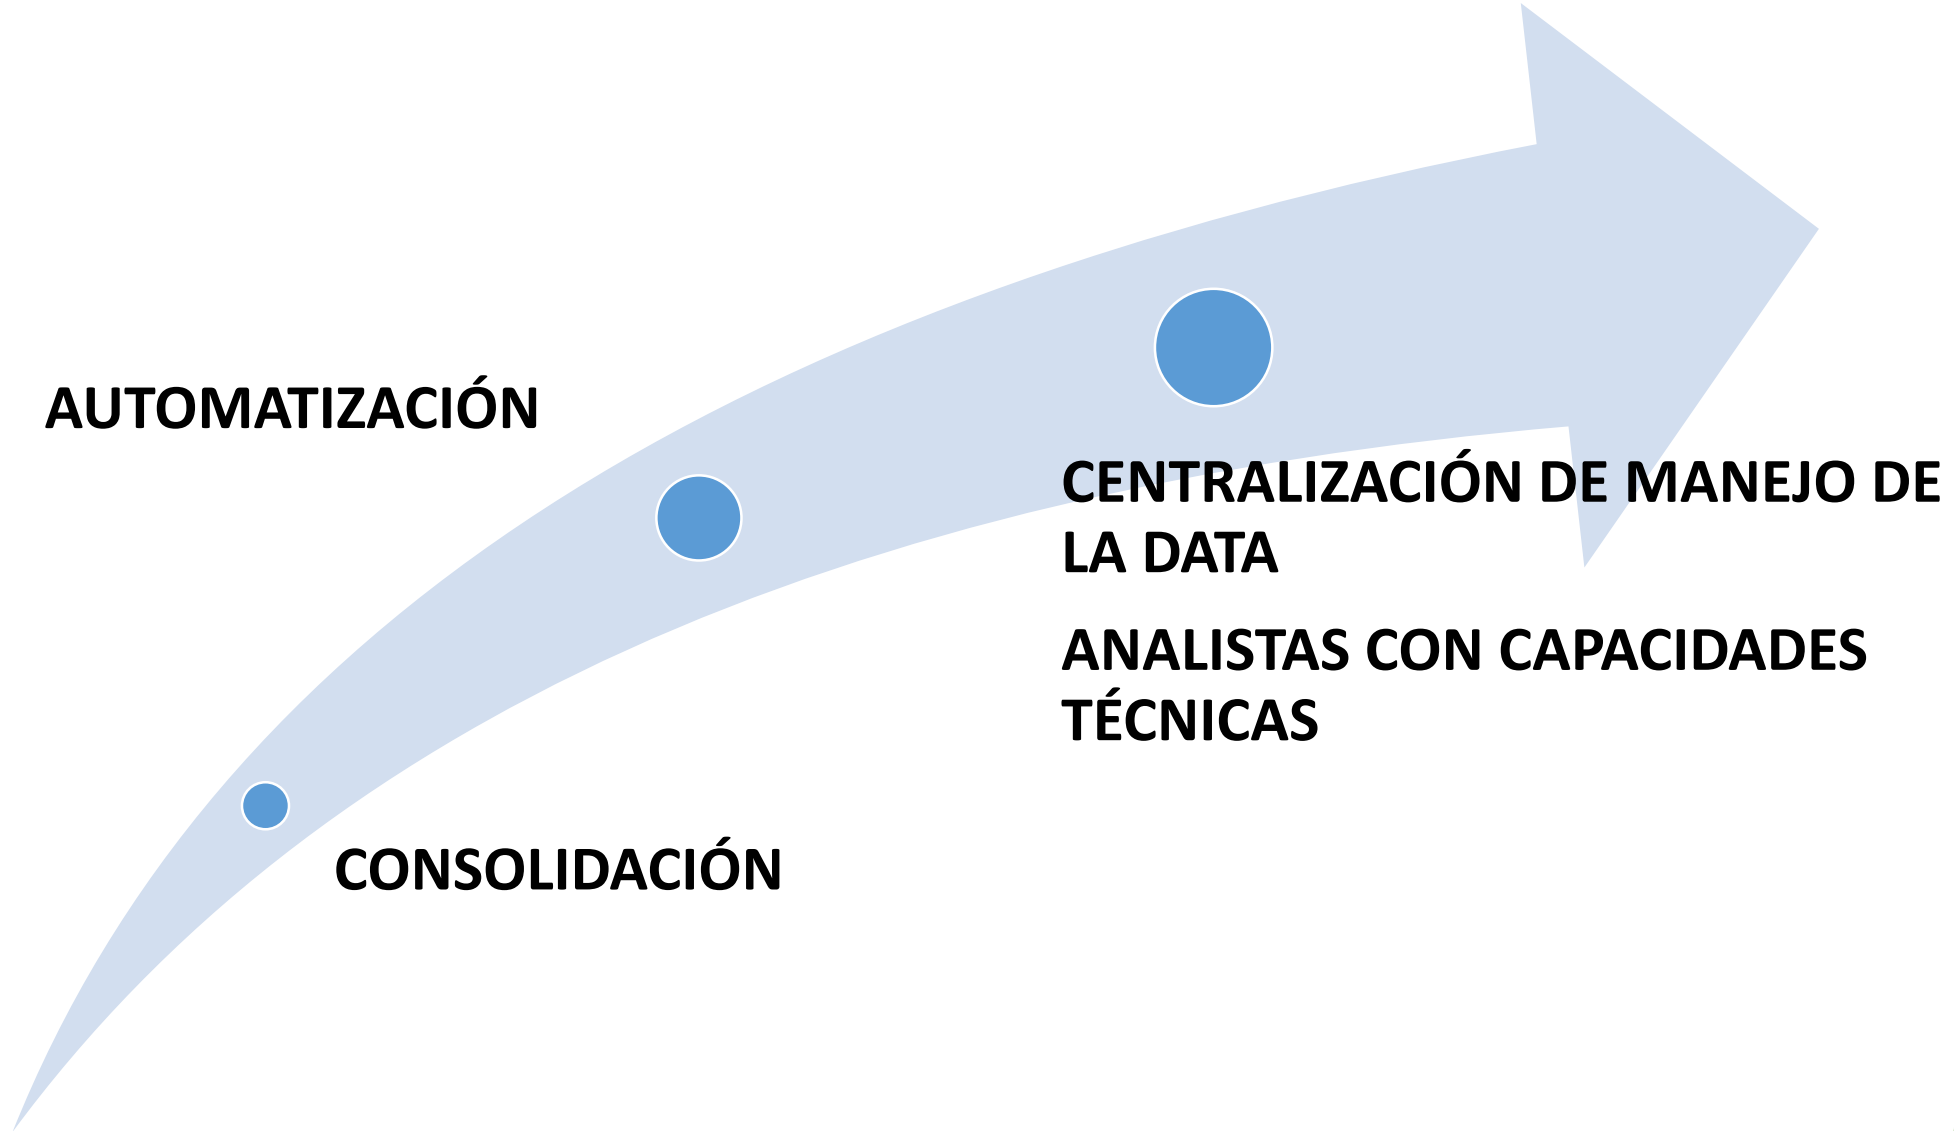 AUTOMATIZACIÓN
CENTRALIZACIÓN DE MANEJO DE
LA DATA
ANALISTAS CON CAPACIDADES
TÉCNICAS
CONSOLIDACIÓN